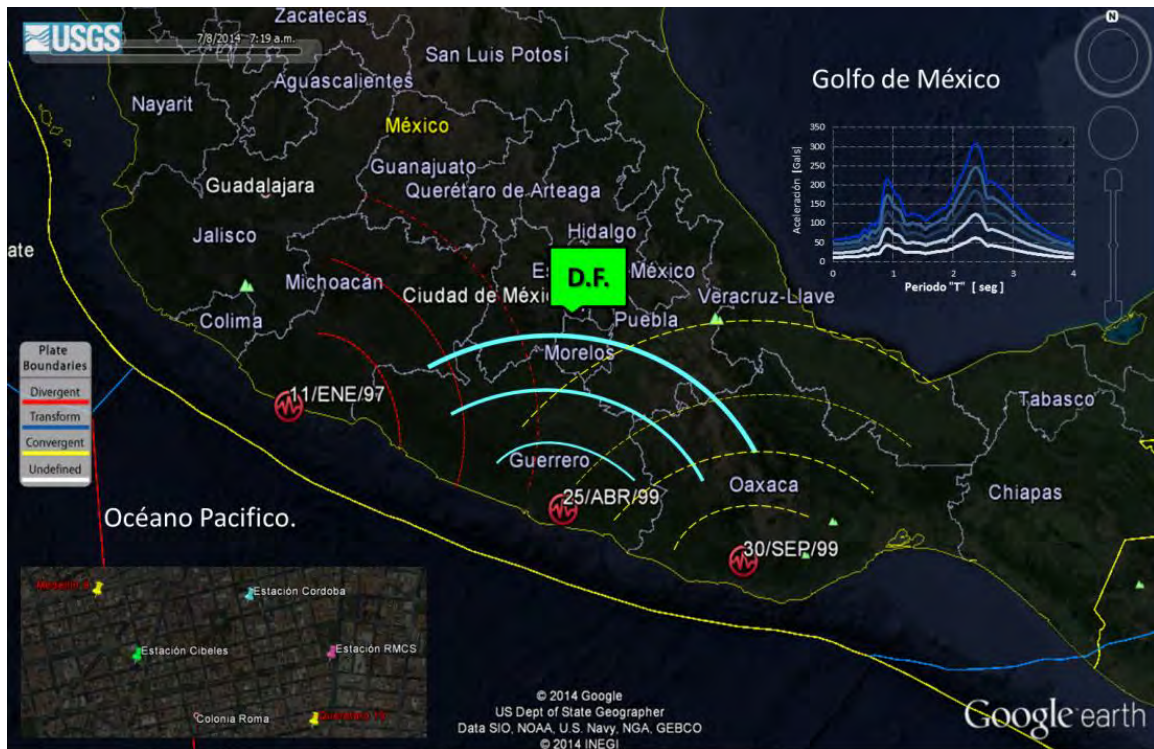 USGS
7/8/2014 7:19 a.m.
Zacatecas
San Luis Potosí
Aguascalientes
Nayarit
México
Guanajuato
Guadalajara
Querétaro de Arteaga
Jalisco
Hidalgo
Michoacán
Es
México
D.F.
Ciudad de Méxi
Colima
Puebla
Veracruz-Llave
Morelos
ate
N
Golfo de México
Aceleración [Gals]
350
300
250
200
150
100
50
0
0 1 2 3 4
Periodo "T" [ seg ]
Plate
Boundaries
Divergent
Transform
Convergent
Undefined
11/ENE/97
Guerrero
25/ABR/99
Oaxaca
30/SEP/99
Tabasco
Chiapas
Océano Pacifico.
Estación Cordoba
Estación Cibeles
Estación RMCS
Colonia Roma
© 2014 Google
US Dept of State Geographer
Data SIO, NOAA, U.S. Navy, NGA, GEBCO
© 2014 INEGI
Google earth